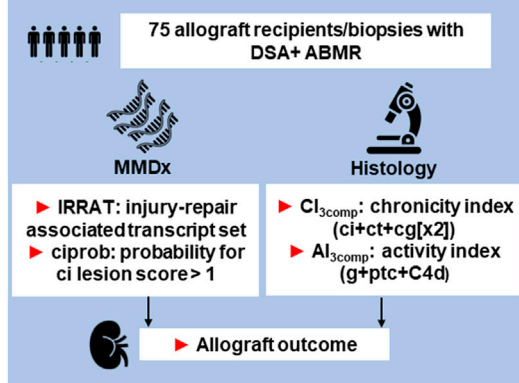 75 allograft recipients/biopsies with
DSA+ ABMR
MMDx
Histology
► IRRAT: injury-repair
associated transcript set
► ciprob: probability for
ci lesion score > 1
► CI3comp: chronicity index
(ci+ct+cg[x2])
► AI3comp: activity index
(g+ptc+C4d)
► Allograft outcome